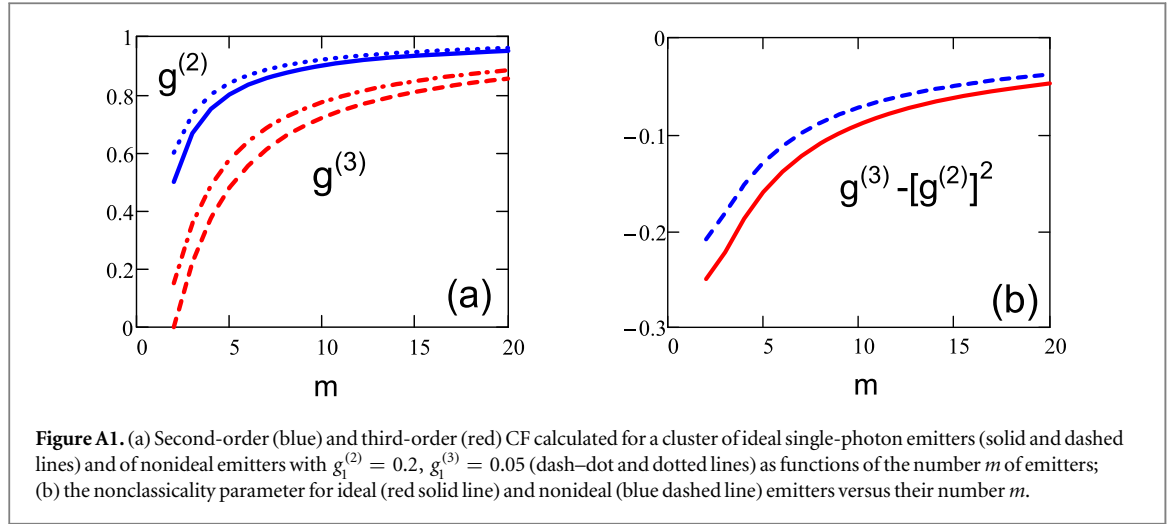 1
0.8
0.6
0.4
0.2
0
0
5
10
15
20
m
g(2)
g(3)
(a)
0
−0.1
−0.2
−0.3
0
5
10
15
20
m
g(3) -[g(2)]2
(b)
Figure A1. (a) Second-order (blue) and third-order (red) CF calculated for a cluster of ideal single-photon emitters (solid and dashed
lines) and of nonideal emitters with g1(2) = 0.2, g1(3) = 0.05 (dash–dot and dotted lines) as functions of the number m of emitters;
(b) the nonclassicality parameter for ideal (red solid line) and nonideal (blue dashed line) emitters versus their number m.